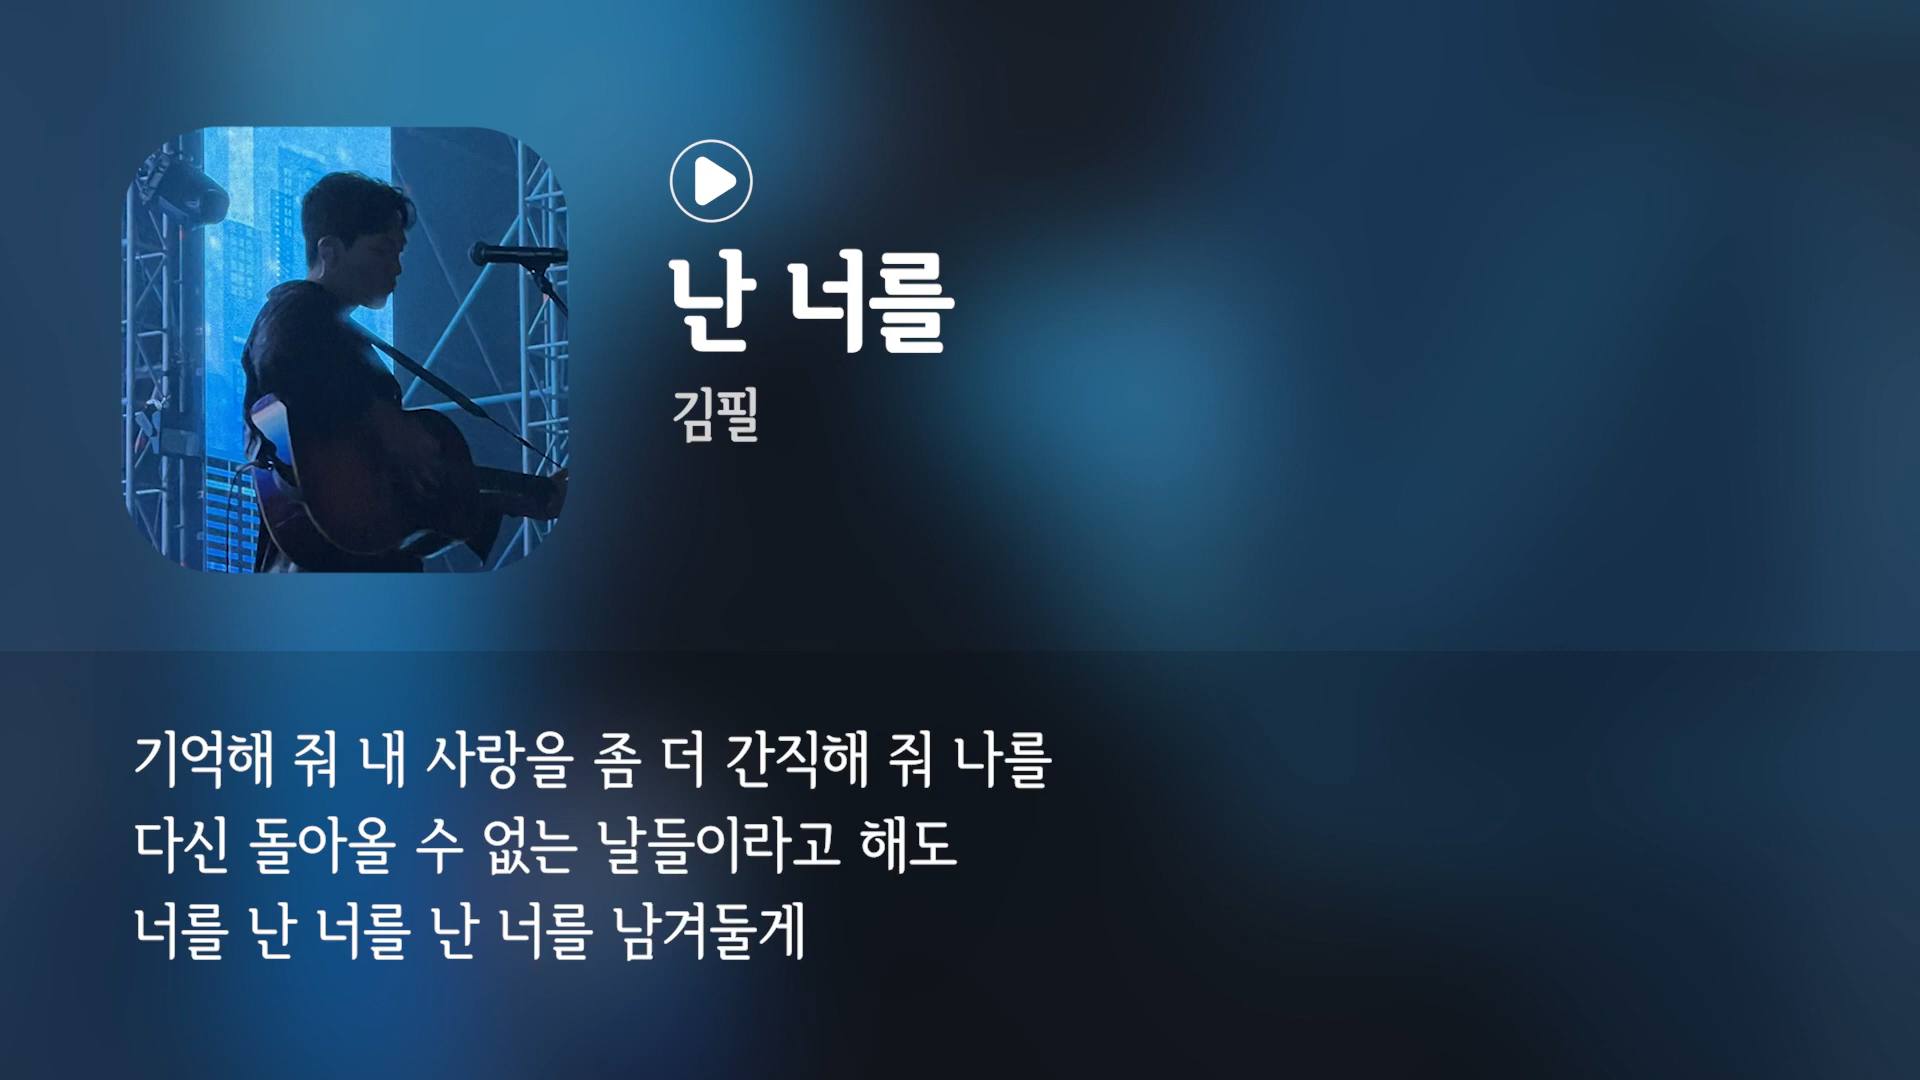 난 너를
김필
기억해 줘 내 사랑을 좀 더 간직해 줘 나를
다신 돌아올 수 없는 날들이라고 해도
너를 난 너를 난 너를 남겨둘게